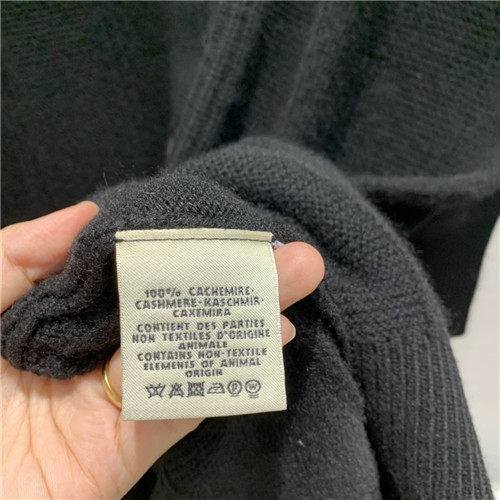 100% CACHEMIRE·
CASHMERE·KASCHMIR·
CAXEMIRA
CONTIENT DES PARTIES
NON TEXTILES D'ORIGINE
ANIMALE
CONTAINS NON-TEXTILE
ELEMENTS OF ANIMAL
ORIGIN
P W